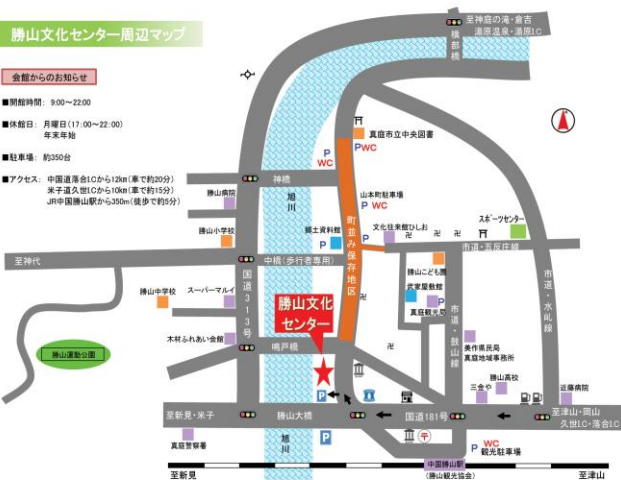 勝山文化センター周辺マップ
会館からのお知らせ
■開館時間: 9:00～22:00
■休館日: 月曜日(17:00～22:00)
年末年始
■駐車場: 約350台
■アクセス: 中国道落合I.Cから12km(車で約20分)
米子道久世I.Cから10km(車で約15分)
JR中国勝山駅から350m(徒歩で約5分)
至神庭の滝・倉吉
湯原温泉・湯原I.C
横部橋
真庭市立中央図書
P WC
P
WC
神橋
旭川
勝山病院
山本町駐車場
P WC
町並み保存地区
郷土資料館
P
文化往来館ひしお
P
スポーツセンター
市道・五反庄線
勝山小学校
至神代
中橋(歩行者専用)
国道313号
勝山こども園
武家屋敷館
P
真庭観光局
市道・水乢線
市道・鼓山線
勝山中学校
スーパーマルイ
勝山文化
センター
木材ふれあい会館
鳴戸橋
勝山運動公園
美作県民局
真庭地域事務所
勝山高校
三金や
近藤病院
P
至新見・米子
勝山大橋
国道181号
至津山・岡山
久世I.C・落合I.C
真庭警察署
旭川
P
WC
P 観光駐車場
中国勝山駅
(勝山観光協会)
至新見
至津山